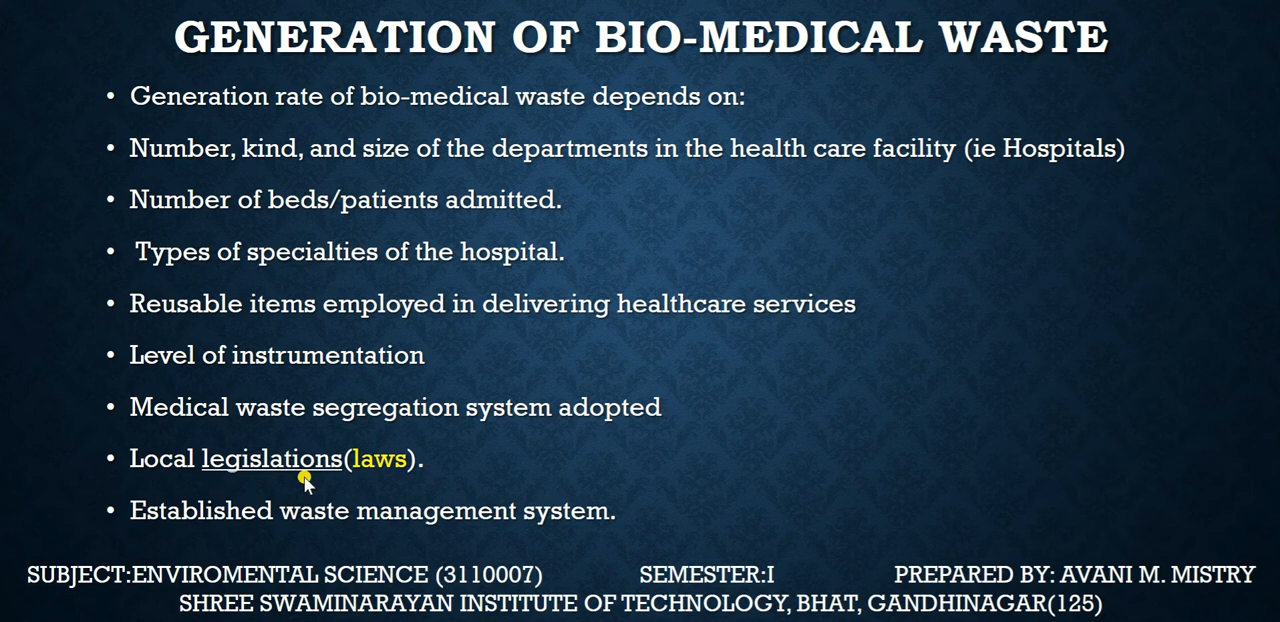 GENERATION OF BIO-MEDICAL WASTE
• Generation rate of bio-medical waste depends on:
• Number, kind, and size of the departments in the health care facility (ie Hospitals)
• Number of beds/patients admitted.
• Types of specialties of the hospital.
• Reusable items employed in delivering healthcare services
• Level of instrumentation
• Medical waste segregation system adopted
• Local legislations(laws).
• Established waste management system.
SUBJECT:ENVIROMENTAL SCIENCE (3110007) SEMESTER:I PREPARED BY: AVANI M. MISTRY
SHREE SWAMINARAYAN INSTITUTE OF TECHNOLOGY, BHAT, GANDHINAGAR(125)